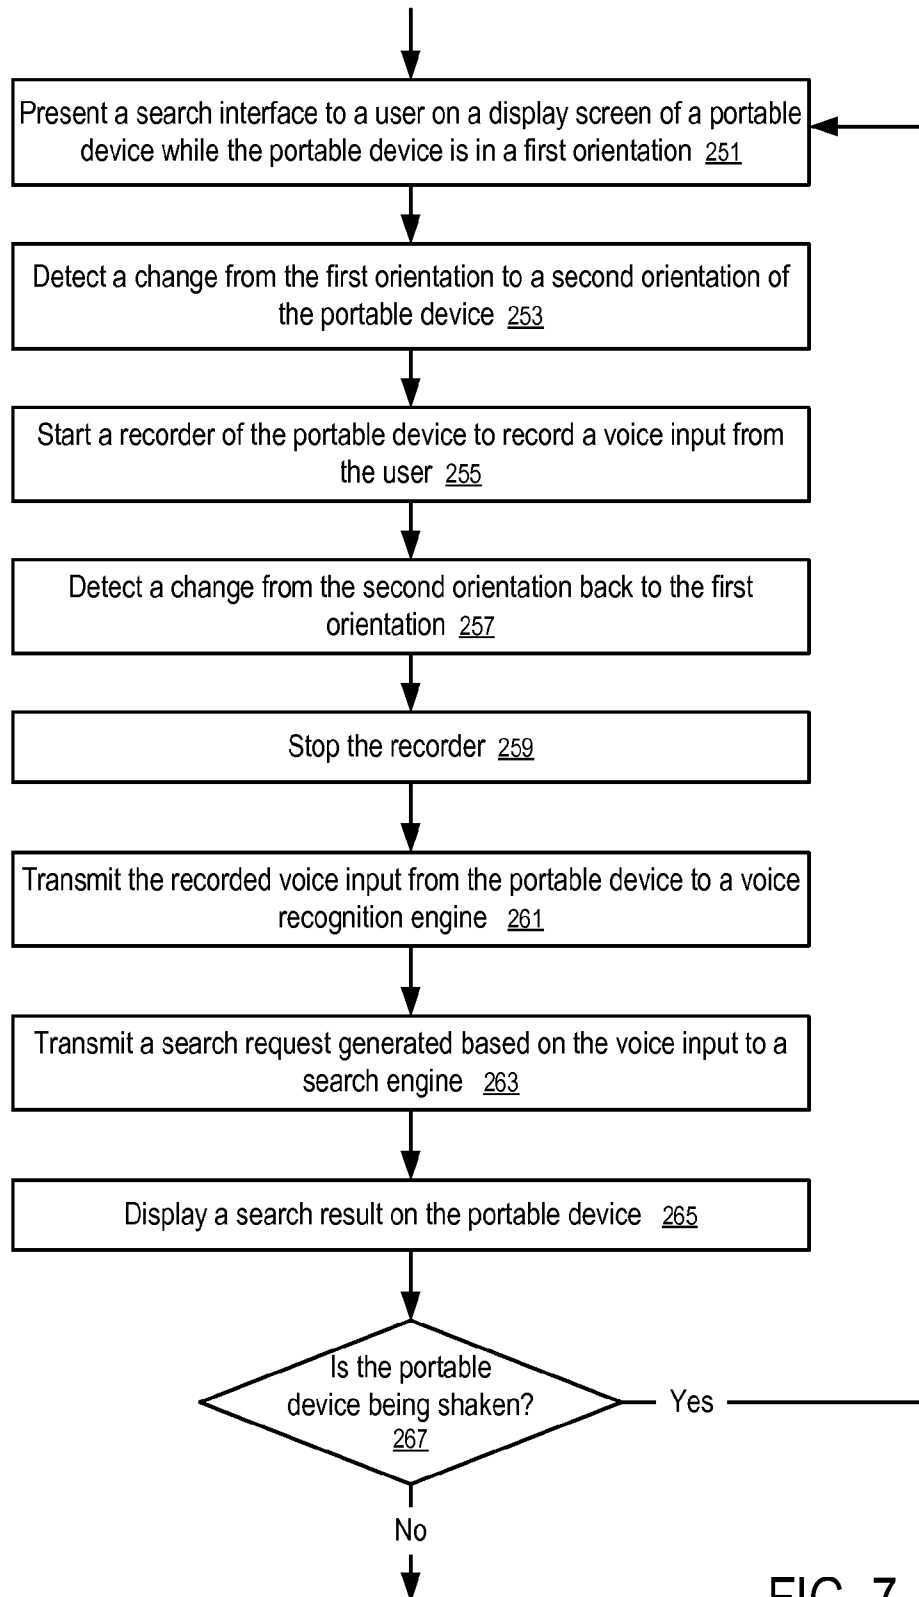 Present a search interface to a user on a display screen of a portable
device while the portable device is in a first orientation 251
Detect a change from the first orientation to a second orientation of
the portable device 253
Start a recorder of the portable device to record a voice input from
the user 255
Detect a change from the second orientation back to the first
orientation 257
Stop the recorder 259
Transmit the recorded voice input from the portable device to a voice
recognition engine 261
Transmit a search request generated based on the voice input to a
search engine 263
Display a search result on the portable device 265
Is the portable
device being shaken?
267
Yes
No
FIG. 7